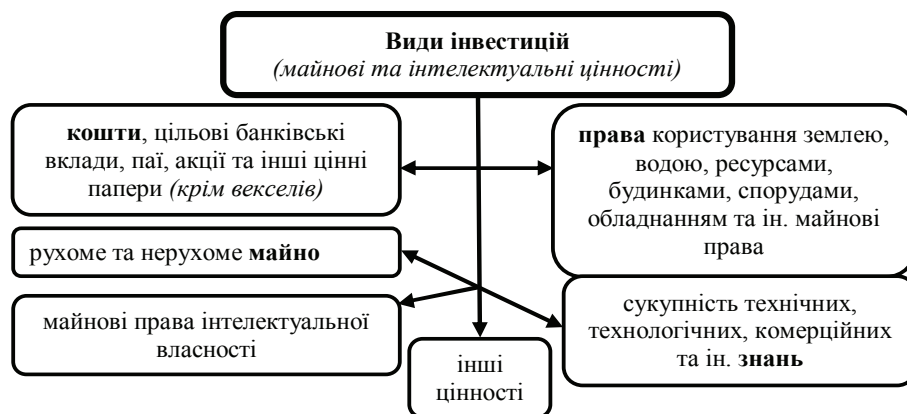 Види інвестицій
(майнові та інтелектуальні цінності)
кошти, цільові банківські
вклади, паї, акції та інші цінні
папери (крім векселів)
права користування землею,
водою, ресурсами,
будинками, спорудами,
обладнанням та ін. майнові
права
рухоме та нерухоме майно
майнові права інтелектуальної
власності
сукупність технічних,
технологічних, комерційних
та ін. знань
інші
цінності